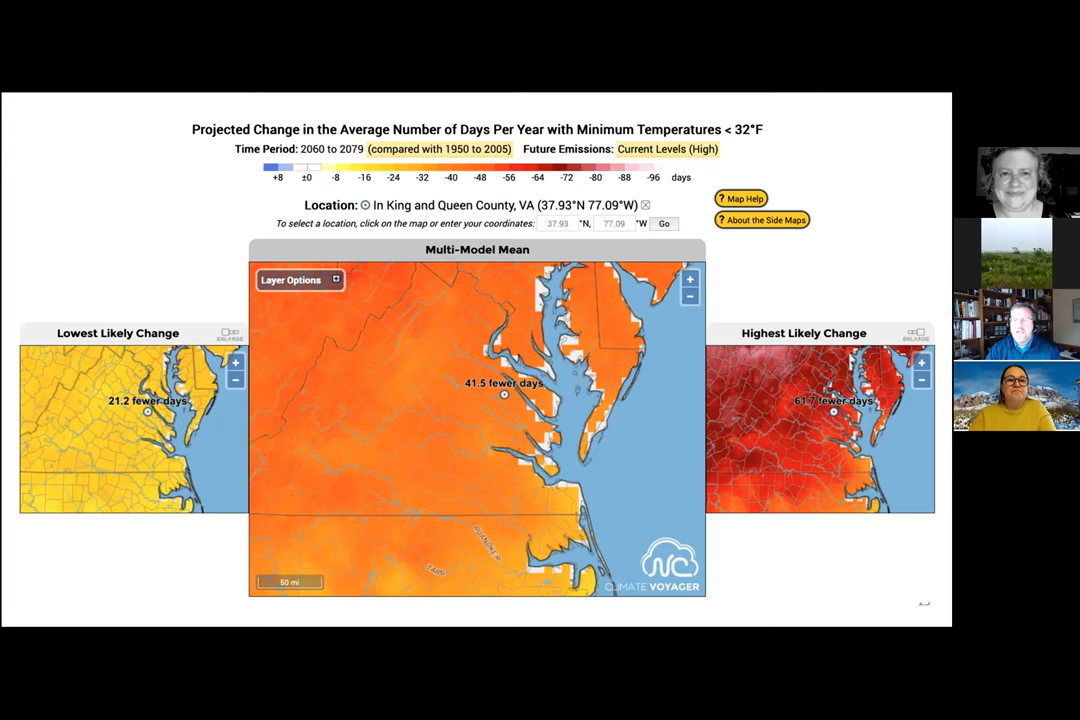 Projected Change in the Average Number of Days Per Year with Minimum Temperatures < 32°F
Time Period: 2060 to 2079 (compared with 1950 to 2005) Future Emissions: Current Levels (High)
+8 ±0 -8 -16 -24 -32 -40 -48 -56 -64 -72 -80 -88 -96 days
Location: In King and Queen County, VA (37.93°N 77.09°W)
To select a location, click on the map or enter your coordinates: 37.93 °N, 77.09 °W Go
? Map Help
? About the Side Maps
Multi-Model Mean
Layer Options
+
−
41.5 fewer days
ROANOKE R
50 mi
NC
CLIMATE VOYAGER
Lowest Likely Change
ENLARGE
+
−
21.2 fewer days
Highest Likely Change
ENLARGE
+
−
61.7 fewer days